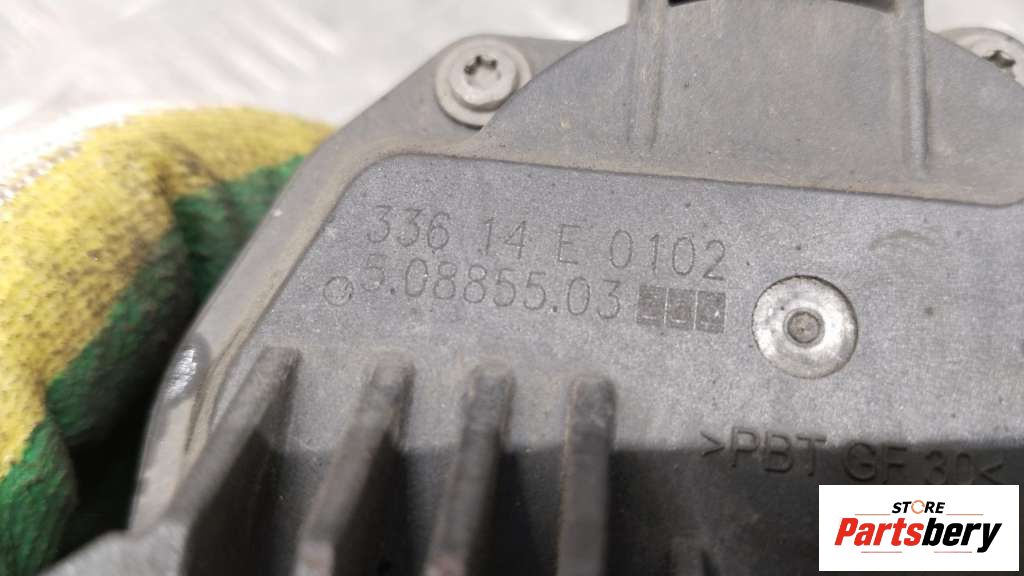 336 14 E 0102
5.08855.03
>PBT GF 30<
STORE
Partsbery